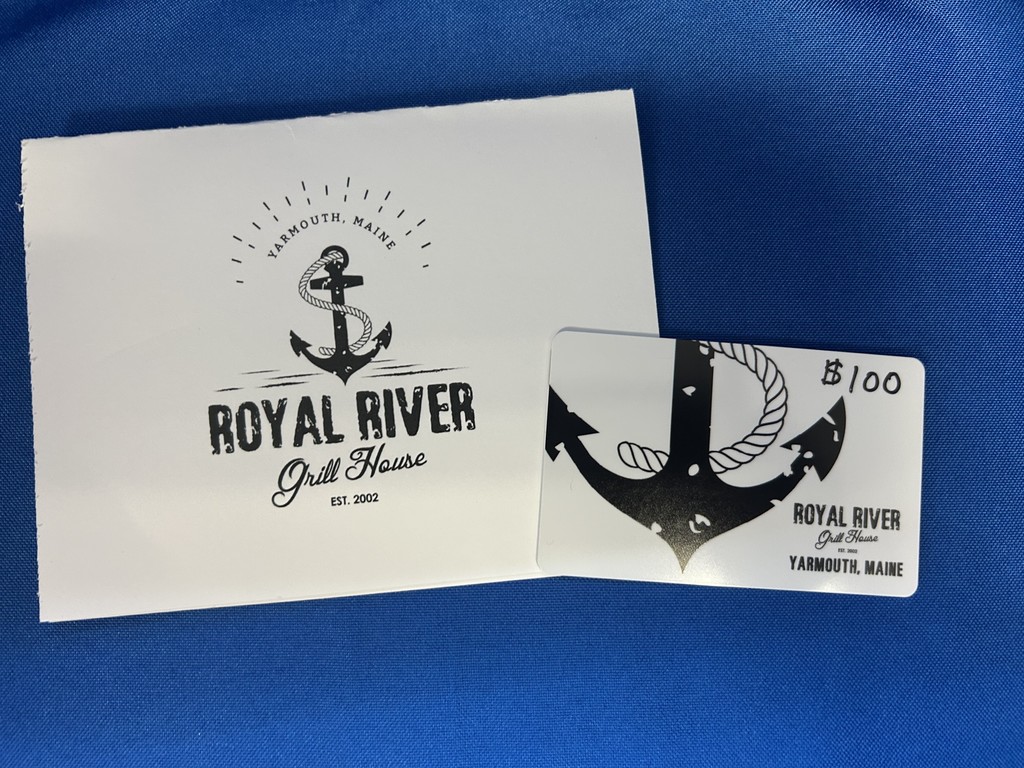 YARMOUTH, MAINE
ROYAL RIVER
Grill House
EST. 2002
$100
ROYAL RIVER
Grill House
EST. 2002
YARMOUTH, MAINE